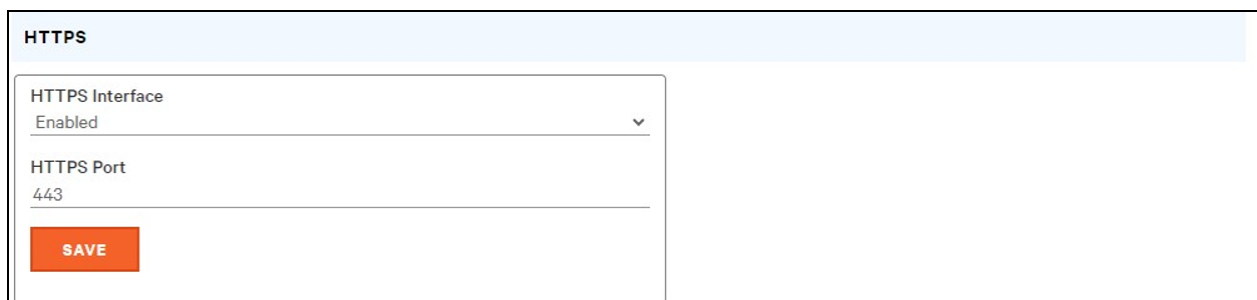 HTTPS
HTTPS Interface
Enabled
HTTPS Port
443
SAVE